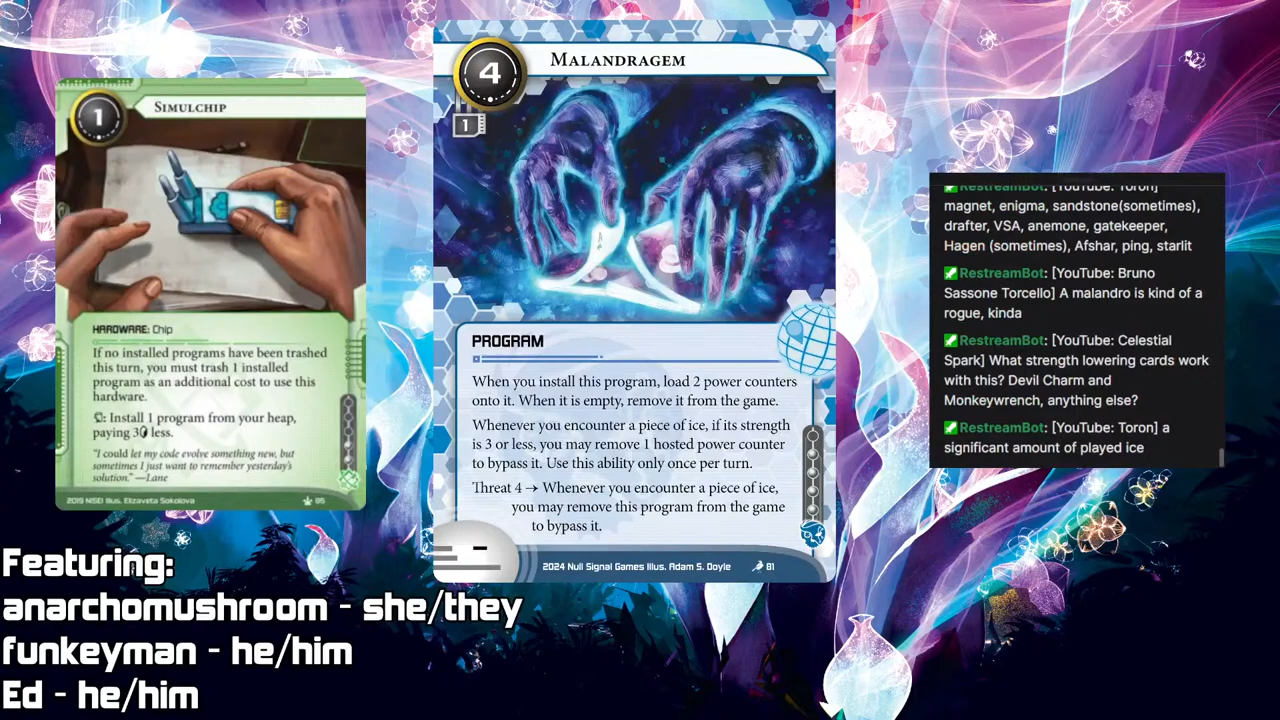 1
SIMULCHIP
HARDWARE: Chip
If no installed programs have been trashed
this turn, you must trash 1 installed
program as an additional cost to use this
hardware.
: Install 1 program from your heap,
paying 3 less.
"I could let my code evolve something new, but
sometimes I just want to remember yesterday's
solution." —Lane
2019 NISEI Illus. Elizaveta Sokolova
85
4
MALANDRAGEM
1
PROGRAM
When you install this program, load 2 power counters
onto it. When it is empty, remove it from the game.
Whenever you encounter a piece of ice, if its strength
is 3 or less, you may remove 1 hosted power counter
to bypass it. Use this ability only once per turn.
Threat 4 → Whenever you encounter a piece of ice,
you may remove this program from the game
to bypass it.
-
2024 Null Signal Games Illus. Adam S. Doyle
81
RestreamBot: [YouTube: Toron]
magnet, enigma, sandstone(sometimes),
drafter, VSA, anemone, gatekeeper,
Hagen (sometimes), Afshar, ping, starlit
RestreamBot: [YouTube: Bruno
Sassone Torcello] A malandro is kind of a
rogue, kinda
RestreamBot: [YouTube: Celestial
Spark] What strength lowering cards work
with this? Devil Charm and
Monkeywrench, anything else?
RestreamBot: [YouTube: Toron] a
significant amount of played ice
Featuring:
anarchomushroom - she/they
funkeyman - he/him
Ed - he/him